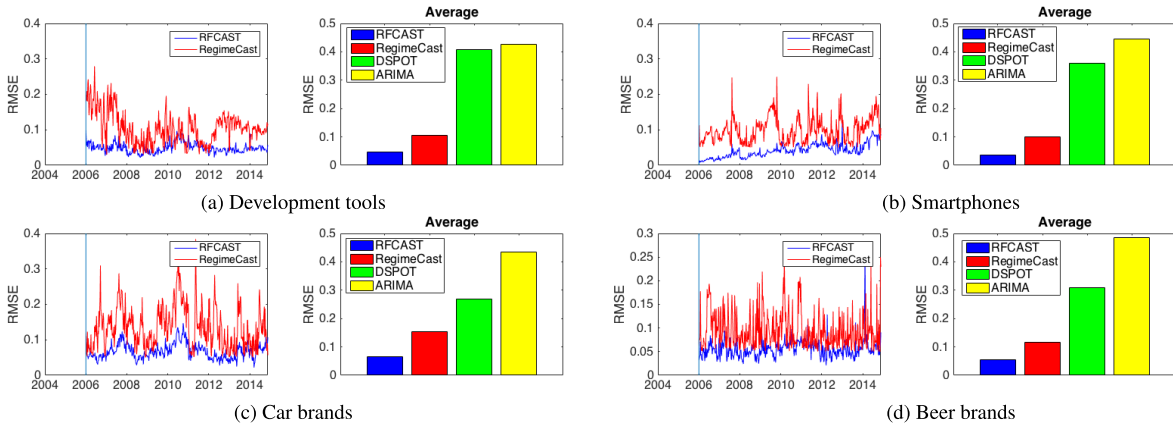 Average
Average
0.4
0.3
0.2
0.1
0
RMSE
RFCAST
RegimeCast
2004 2006 2008 2010 2012 2014
0.5
0.4
0.3
0.2
0.1
0
RMSE
RFCAST
RegimeCast
DSPOT
ARIMA
0.4
0.3
0.2
0.1
0
RMSE
RFCAST
RegimeCast
2004 2006 2008 2010 2012 2014
0.5
0.4
0.3
0.2
0.1
0
RMSE
RFCAST
RegimeCast
DSPOT
ARIMA
(a) Development tools
(b) Smartphones
Average
Average
0.4
0.3
0.2
0.1
0
RMSE
RFCAST
RegimeCast
2004 2006 2008 2010 2012 2014
0.5
0.4
0.3
0.2
0.1
0
RMSE
RFCAST
RegimeCast
DSPOT
ARIMA
0.3
0.25
0.2
0.15
0.1
0.05
0
RMSE
RFCAST
RegimeCast
2004 2006 2008 2010 2012 2014
0.5
0.4
0.3
0.2
0.1
0
RMSE
RFCAST
RegimeCast
DSPOT
ARIMA
(c) Car brands
(d) Beer brands